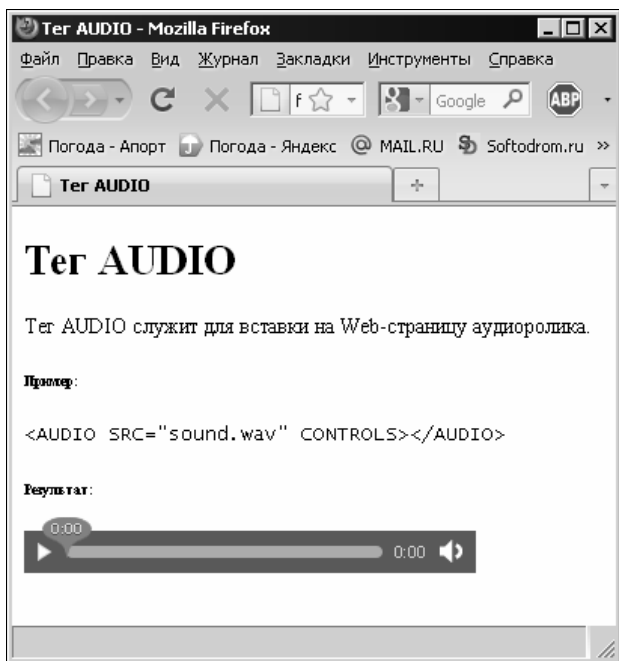 Тег AUDIO - Mozilla Firefox
Файл Правка Вид Журнал Закладки Инструменты Справка
f Google ABP
Погода - Апорт Погода - Яндекс MAIL.RU Softodrom.ru »
Тег AUDIO
Тег AUDIO
Тег AUDIO служит для вставки на Web-страницу аудиоролика.
Пример:
<AUDIO SRC="sound.wav" CONTROLS></AUDIO>
Результат:
0:00
0:00